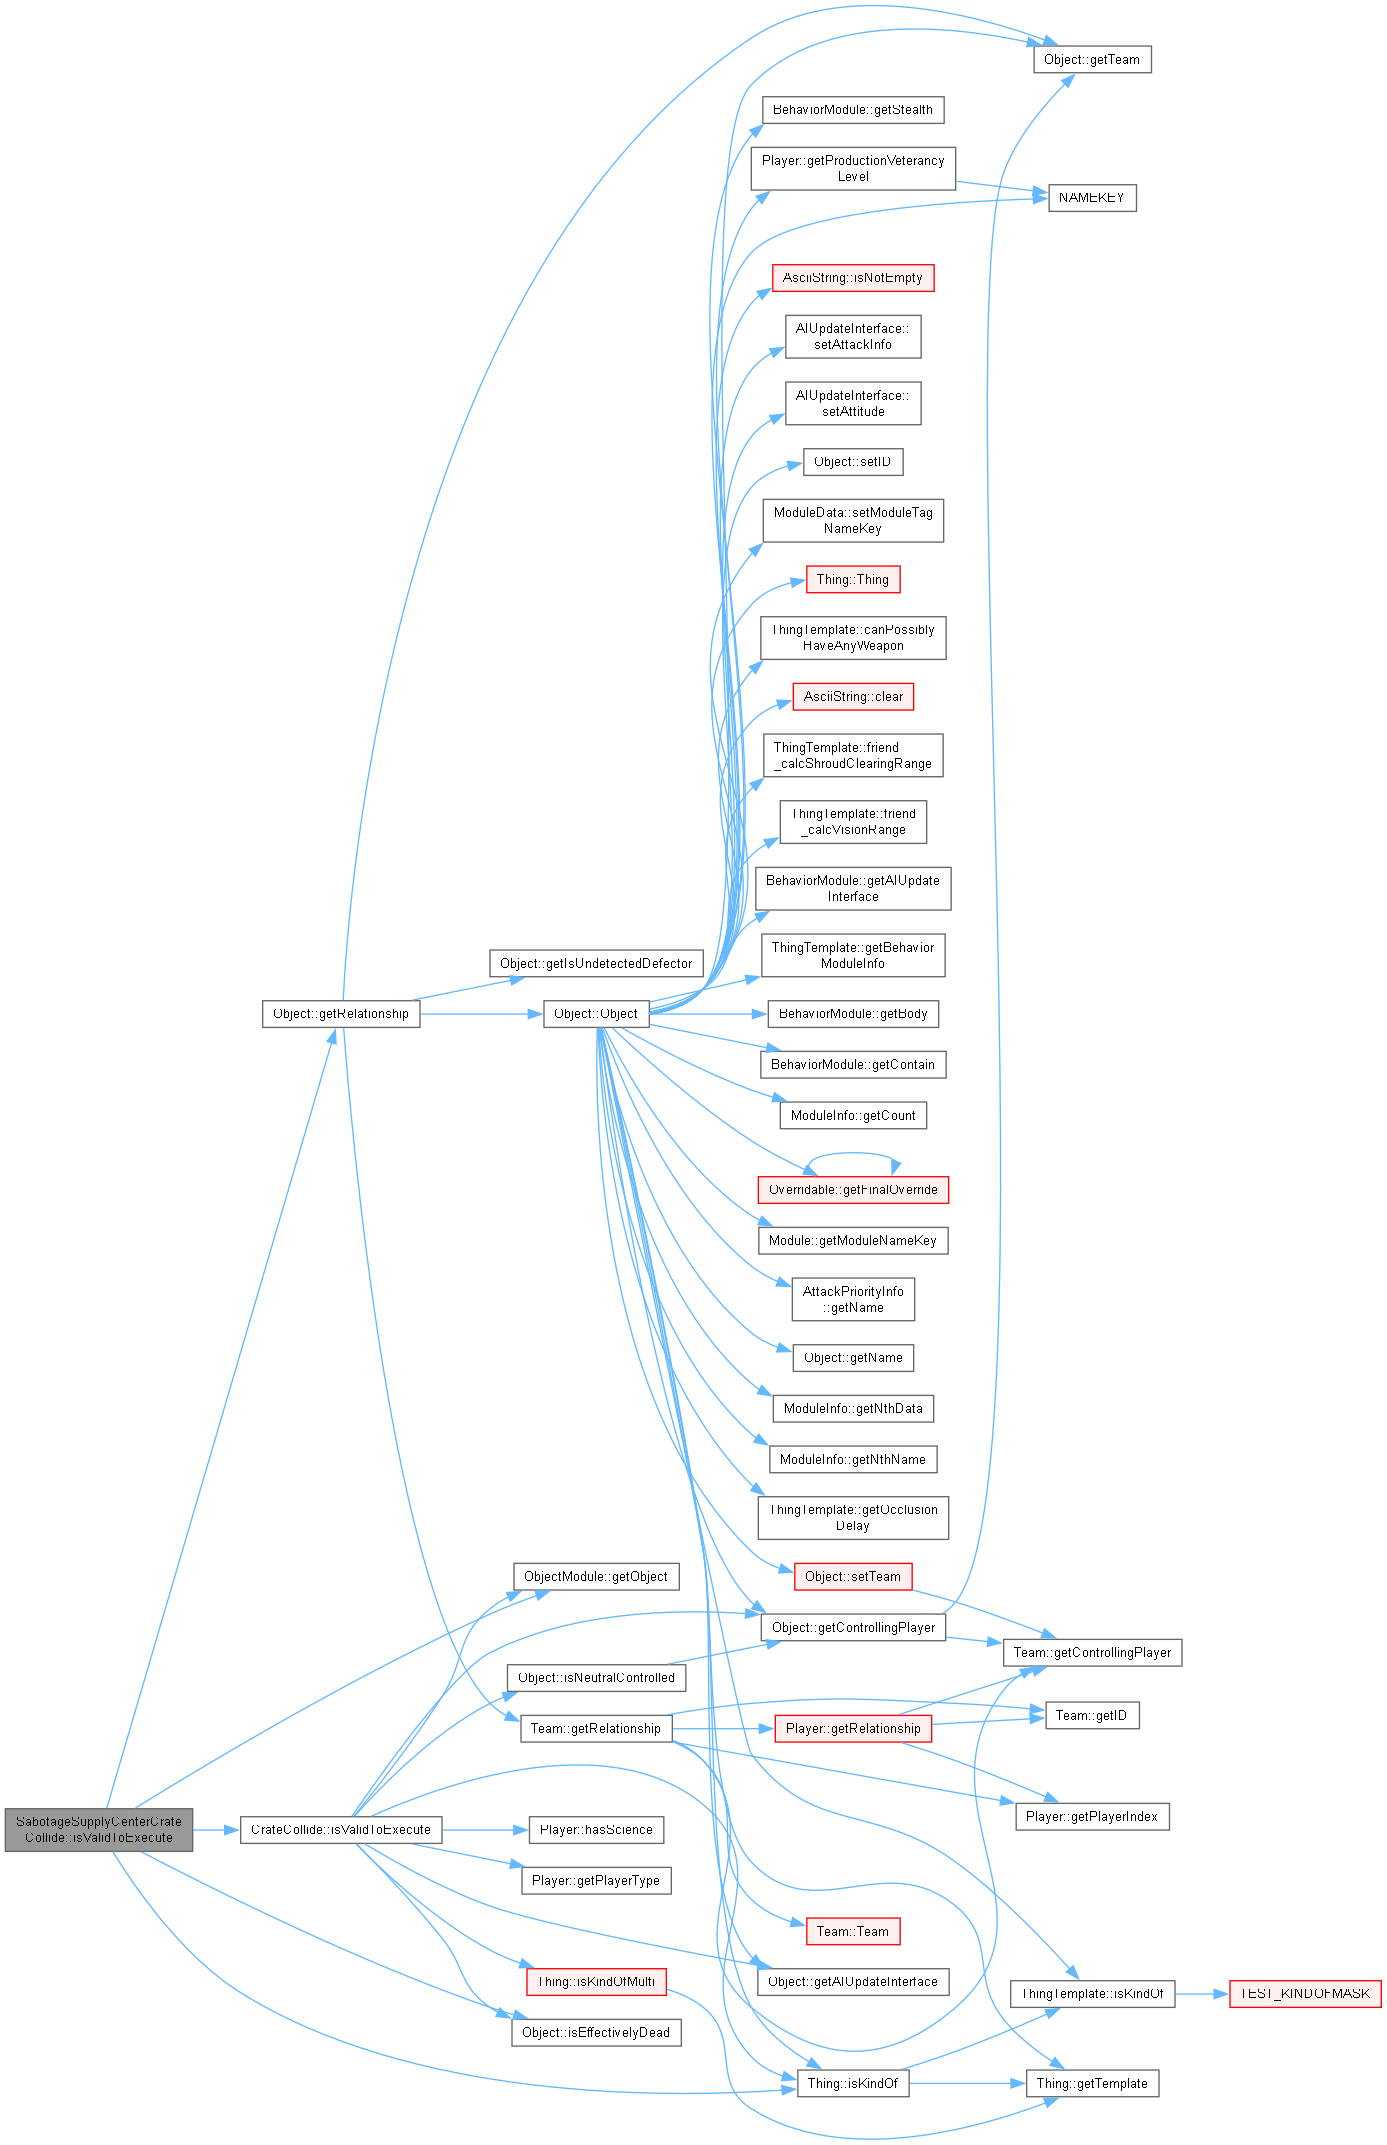 Object::getTeam
BehaviorModule::getStealth
Player::getProductionVeterancy
Level
NAMEKEY
AsciiString::isNotEmpty
AIUpdateInterface::
setAttackInfo
AIUpdateInterface::
setAttitude
Object::setID
ModuleData::setModuleTag
NameKey
Thing::Thing
ThingTemplate::canPossibly
HaveAnyWeapon
AsciiString::clear
ThingTemplate::friend
_calcShroudClearingRange
ThingTemplate::friend
_calcVisionRange
BehaviorModule::getAIUpdate
Interface
ThingTemplate::getBehavior
ModuleInfo
Object::getIsUndetectedDefector
Object::getRelationship
Object::Object
BehaviorModule::getBody
BehaviorModule::getContain
ModuleInfo::getCount
Overridable::getFinalOverride
Module::getModuleNameKey
AttackPriorityInfo
::getName
Object::getName
ModuleInfo::getNthData
ModuleInfo::getNthName
ThingTemplate::getOcclusion
Delay
ObjectModule::getObject
Object::setTeam
Object::getControllingPlayer
Team::getControllingPlayer
Object::isNeutralControlled
Team::getRelationship
Player::getRelationship
Team::getID
Player::getPlayerIndex
SabotageSupplyCenterCrate
Collide::isValidToExecute
CrateCollide::isValidToExecute
Player::hasScience
Player::getPlayerType
Team::Team
Thing::isKindOfMulti
Object::getAIUpdateInterface
ThingTemplate::isKindOf
TEST_KINDOFMASK
Object::isEffectivelyDead
Thing::isKindOf
Thing::getTemplate